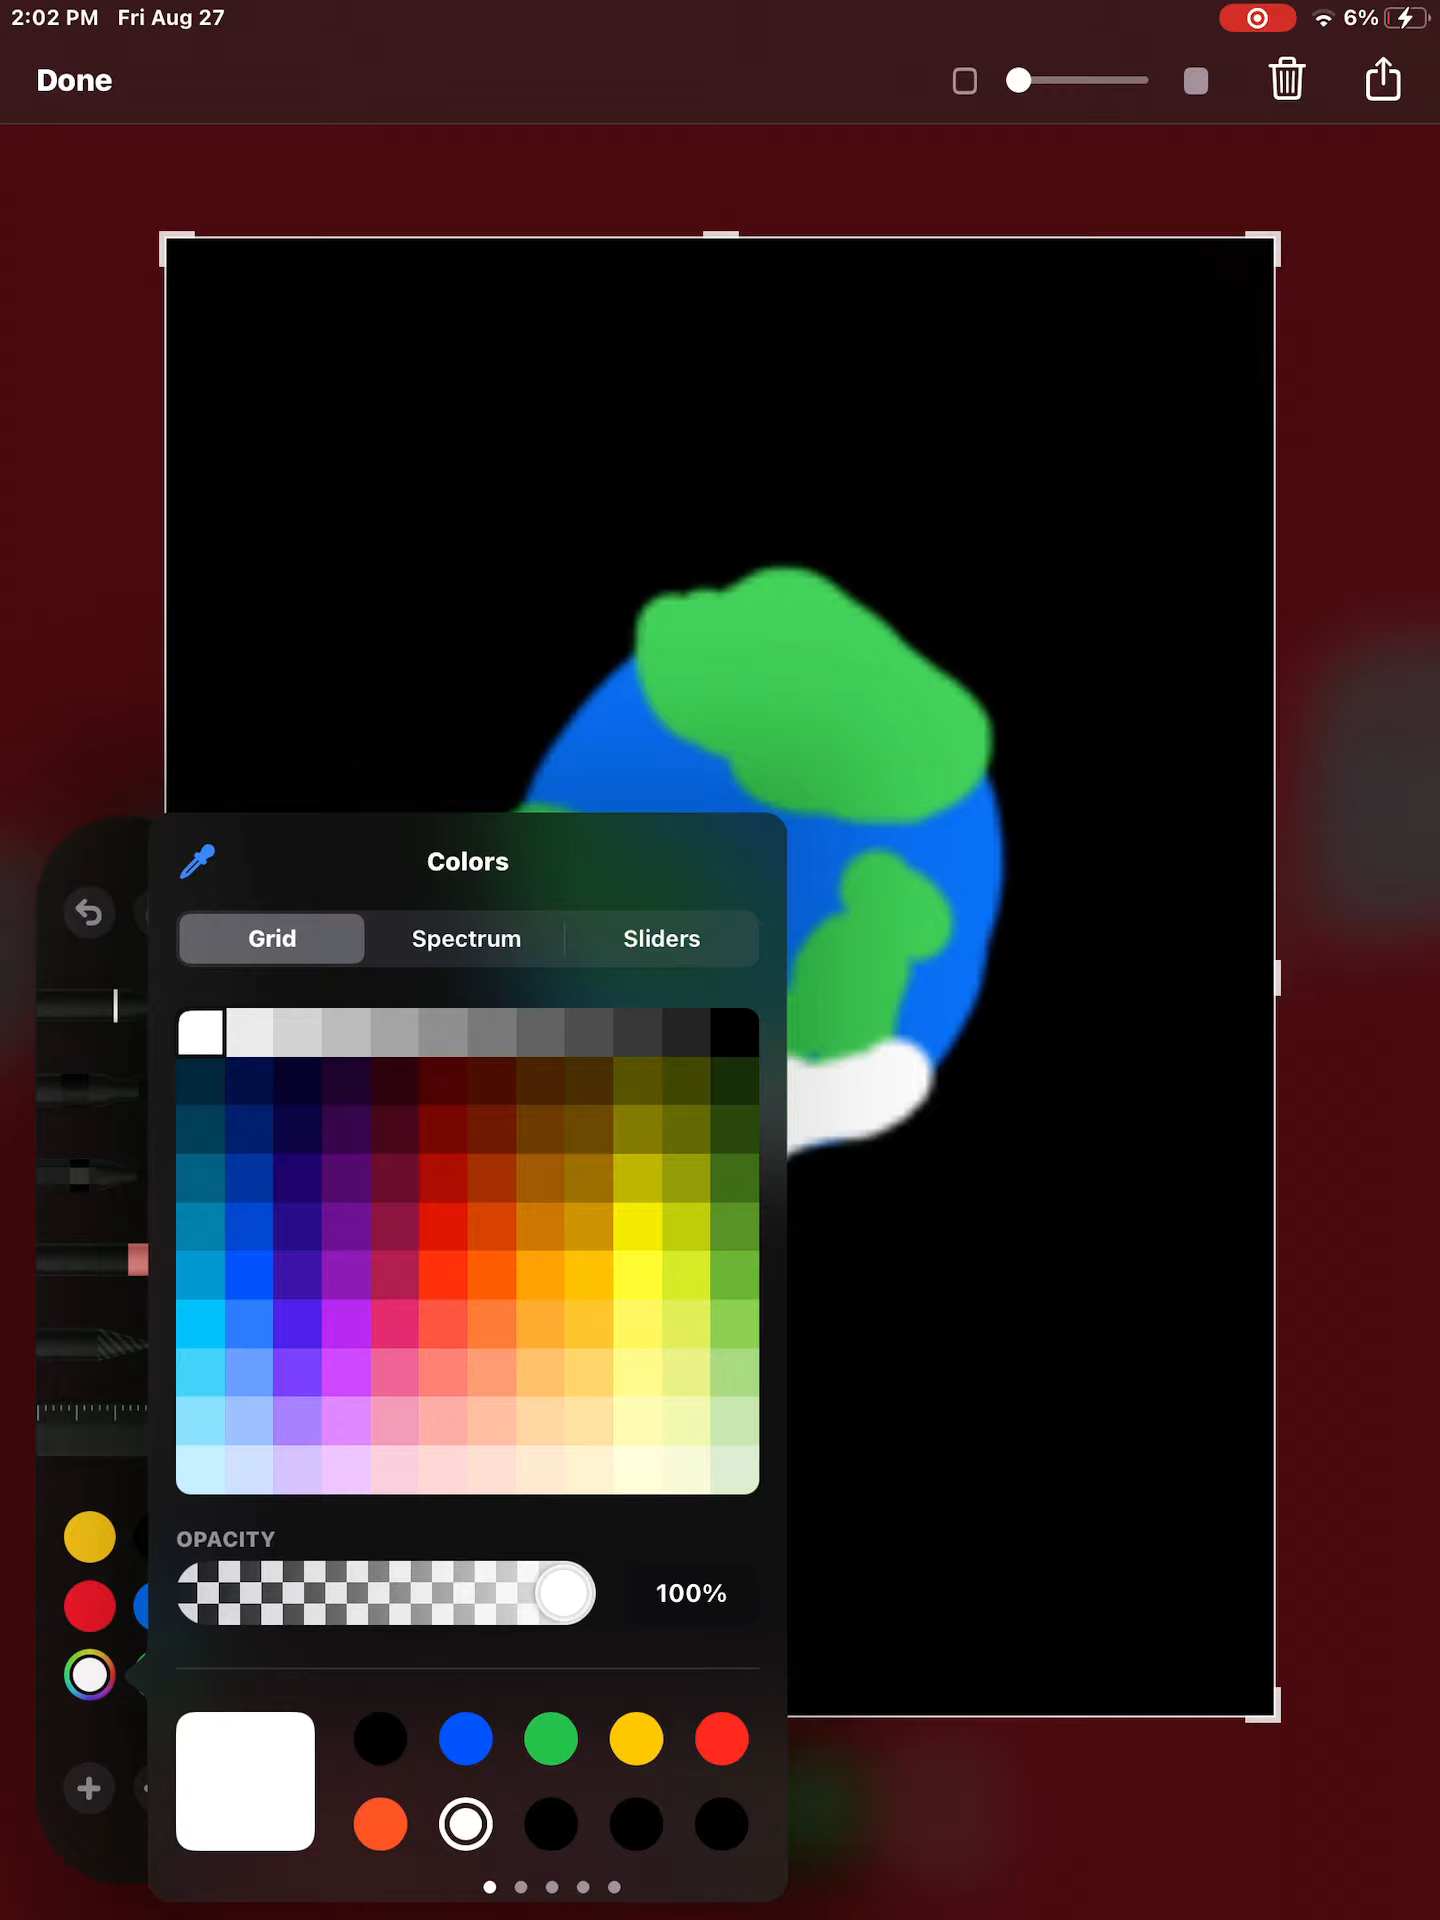 2:02 PM Fri Aug 27 6%
Done
Colors
Grid Spectrum Sliders
OPACITY
100%